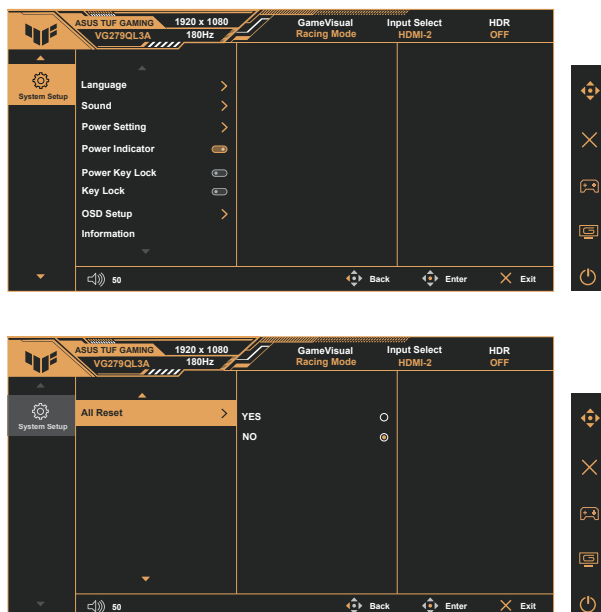 ASUS TUF GAMING 1920 x 1080 GameVisual Input Select HDR
VG279QL3A 180Hz Racing Mode HDMI-2 OFF
System Setup
Language
Sound
Power Setting
Power Indicator
Power Key Lock
Key Lock
OSD Setup
Information
50 Back Enter Exit
ASUS TUF GAMING 1920 x 1080 GameVisual Input Select HDR
VG279QL3A 180Hz Racing Mode HDMI-2 OFF
System Setup
All Reset
YES
NO
50 Back Enter Exit